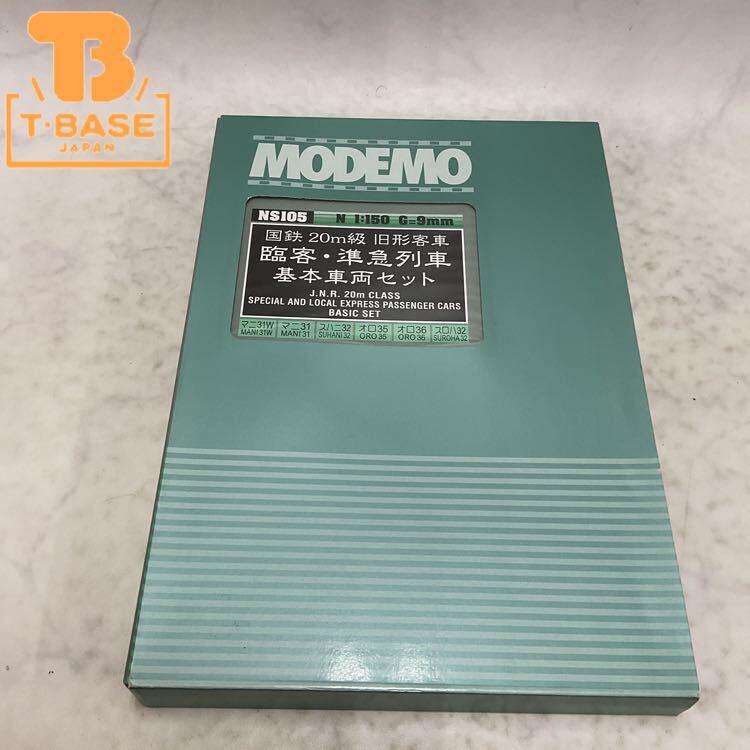 T-BASE
JAPAN
MODEMO
NS105 N 1:150 G=9mm
国鉄 20m級 旧形客車
臨客・準急列車
基本車両セット
J.N.R. 20m CLASS
SPECIAL AND LOCAL EXPRESS PASSENGER CARS
BASIC SET
マニ31W マニ31 スハニ32 オロ35 オロ36 スロハ32
MANI31W MANI 31 SUHANI 32 ORO 35 ORO 36 SUROHA 32